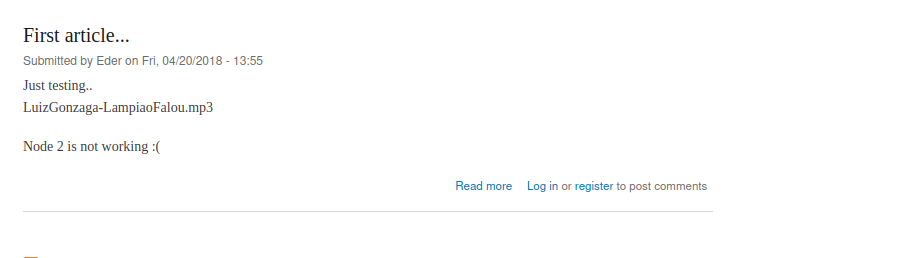 First article...
Submitted by Eder on Fri, 04/20/2018 - 13:55
Just testing..
LuizGonzaga-LampiaoFalou.mp3
Node 2 is not working :(
Read more Log in or register to post comments